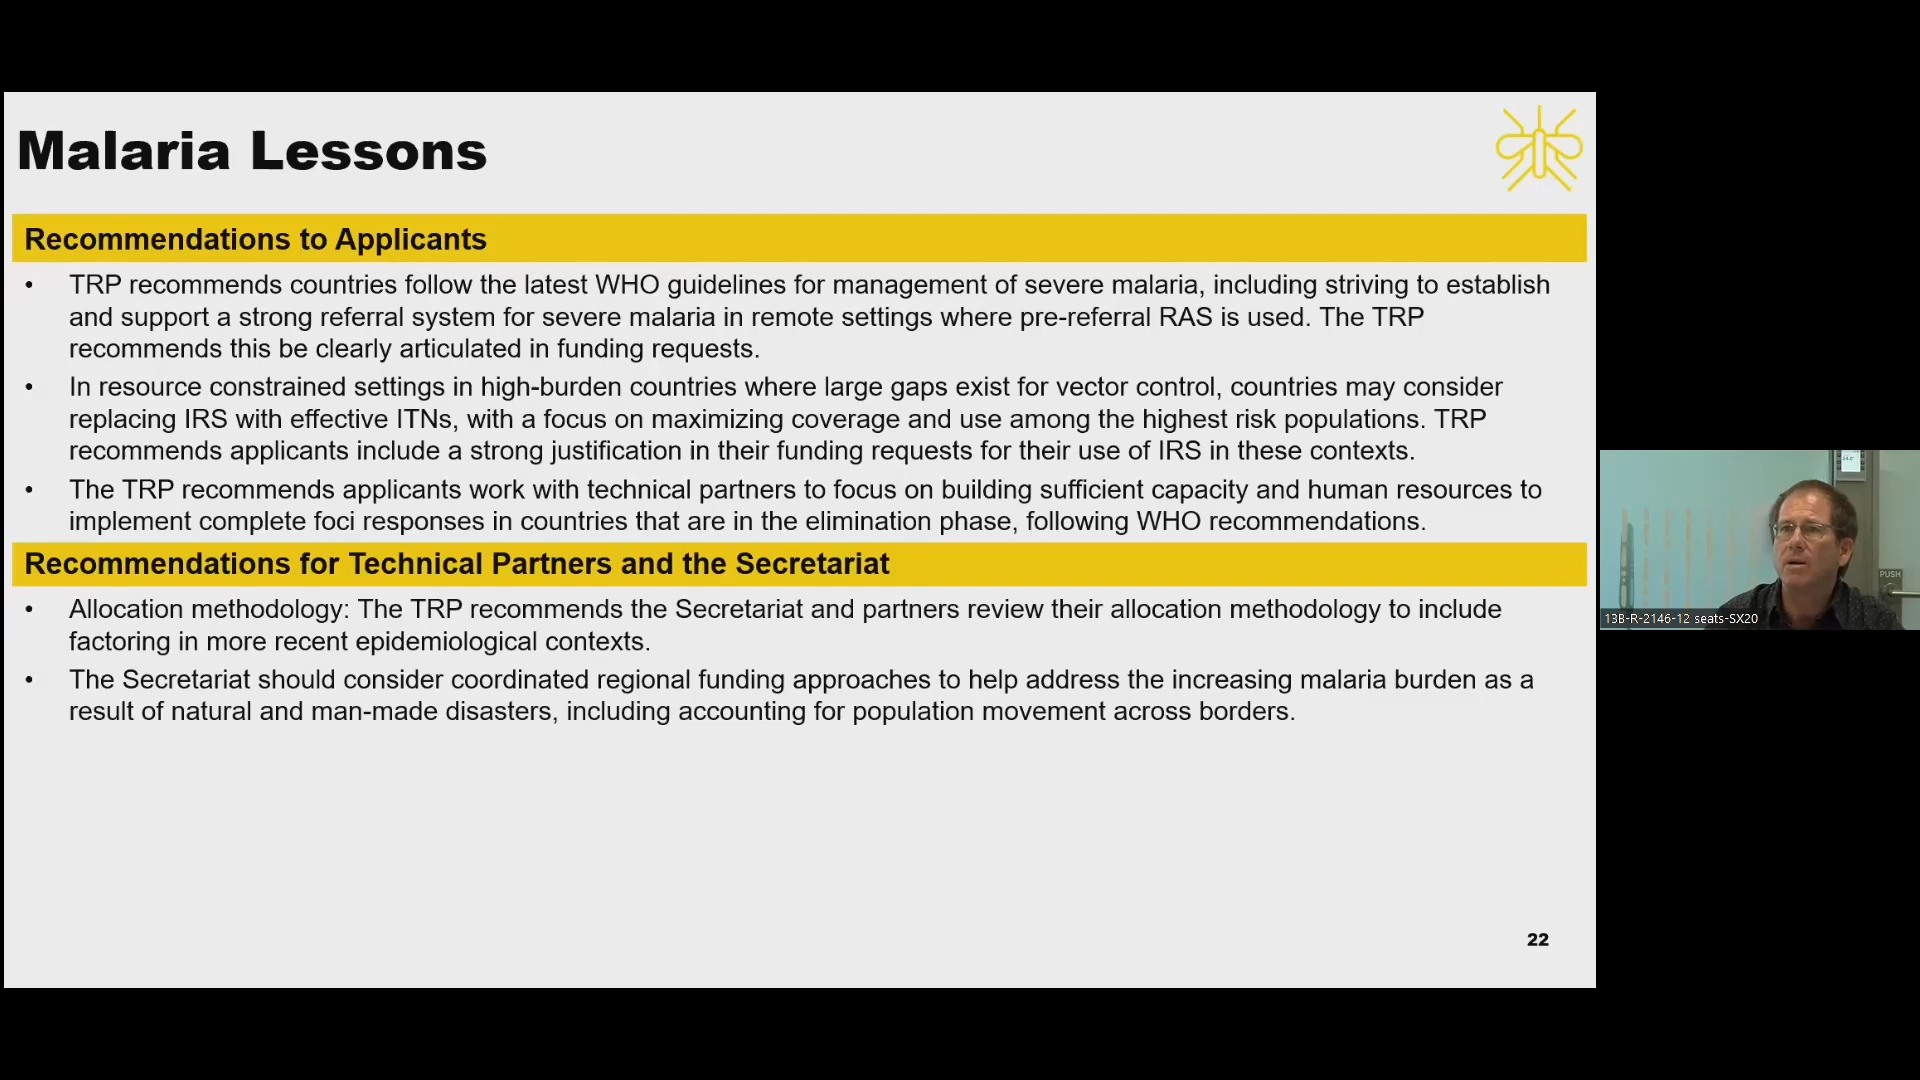 Malaria Lessons
Recommendations to Applicants
• TRP recommends countries follow the latest WHO guidelines for management of severe malaria, including striving to establish
and support a strong referral system for severe malaria in remote settings where pre-referral RAS is used. The TRP
recommends this be clearly articulated in funding requests.
• In resource constrained settings in high-burden countries where large gaps exist for vector control, countries may consider
replacing IRS with effective ITNs, with a focus on maximizing coverage and use among the highest risk populations. TRP
recommends applicants include a strong justification in their funding requests for their use of IRS in these contexts.
• The TRP recommends applicants work with technical partners to focus on building sufficient capacity and human resources to
implement complete foci responses in countries that are in the elimination phase, following WHO recommendations.
Recommendations for Technical Partners and the Secretariat
• Allocation methodology: The TRP recommends the Secretariat and partners review their allocation methodology to include
factoring in more recent epidemiological contexts.
• The Secretariat should consider coordinated regional funding approaches to help address the increasing malaria burden as a
result of natural and man-made disasters, including accounting for population movement across borders.
22
PUSH
13B-R-2146-12 seats-SX20